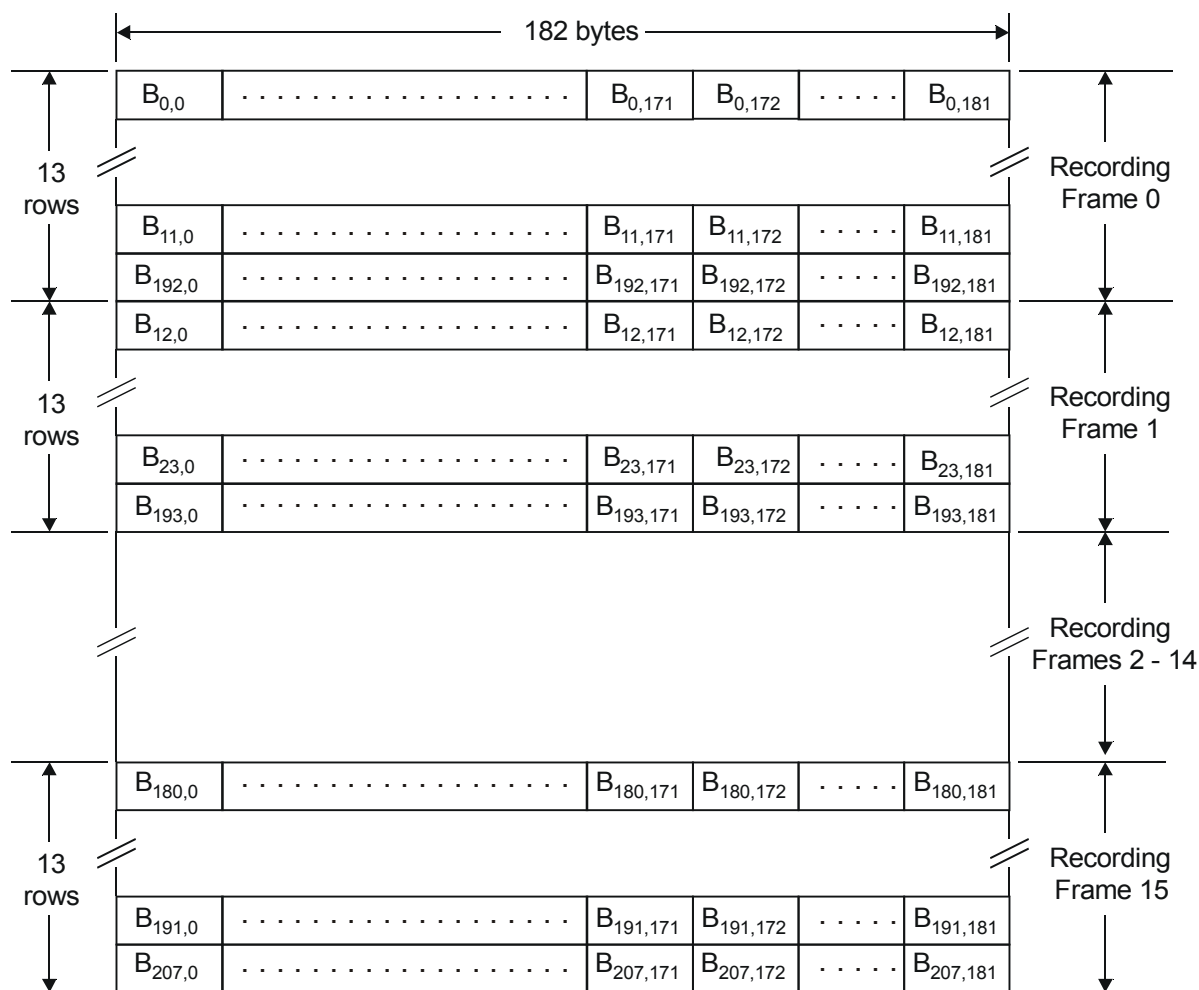 182 bytes
B0,0 . . . . . . . . . . . . . . . . . . . B0,171 B0,172 . . . . . B0,181
13
rows
Recording
Frame 0
B11,0 . . . . . . . . . . . . . . . . . . . B11,171 B11,172 . . . . . B11,181
B192,0 . . . . . . . . . . . . . . . . . . . B192,171 B192,172 . . . . . B192,181
B12,0 . . . . . . . . . . . . . . . . . . . B12,171 B12,172 . . . . . B12,181
13
rows
Recording
Frame 1
B23,0 . . . . . . . . . . . . . . . . . . . B23,171 B23,172 . . . . . B23,181
B193,0 . . . . . . . . . . . . . . . . . . . B193,171 B193,172 . . . . . B193,181
Recording
Frames 2 - 14
B180,0 . . . . . . . . . . . . . . . . . . . B180,171 B180,172 . . . . . B180,181
13
rows
Recording
Frame 15
B191,0 . . . . . . . . . . . . . . . . . . . B191,171 B191,172 . . . . . B191,181
B207,0 . . . . . . . . . . . . . . . . . . . B207,171 B207,172 . . . . . B207,181